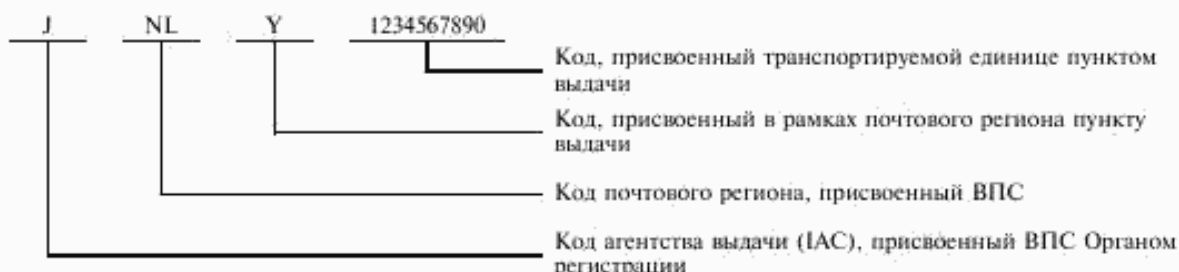 J NL Y 1234567890
Код, присвоенный транспортируемой единице пунктом
выдачи
Код, присвоенный в рамках почтового региона пункту
выдачи
Код почтового региона, присвоенный ВПС
Код агентства выдачи (IAC), присвоенный ВПС Органом
регистрации